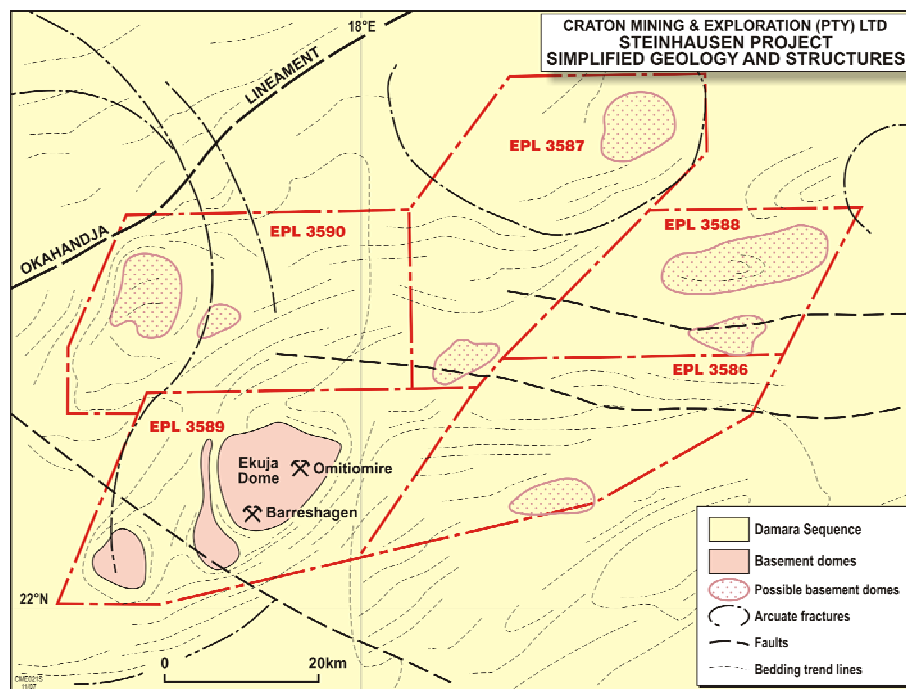 CRATON MINING & EXPLORATION (PTY) LTD
STEINHAUSEN PROJECT
SIMPLIFIED GEOLOGY AND STRUCTURES
18°E
LINEAMENT
OKAHANDJA
EPL 3587
EPL 3590
EPL 3588
EPL 3586
EPL 3589
Ekuja
Dome
Omitiomire
Barreshagen
22°N
0 20km
Damara Sequence
Basement domes
Possible basement domes
Arcuate fractures
Faults
Bedding trend lines
11/07